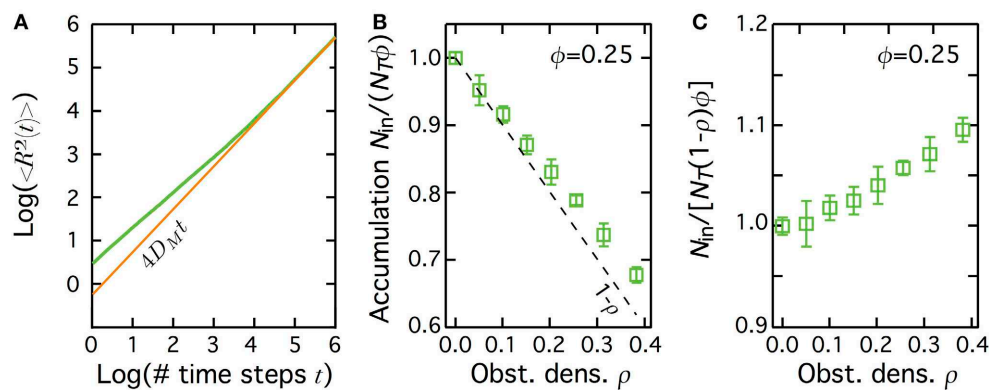 A
Log(<R²(t)>)
6
5
4
3
2
1
0
4D_M t
0 1 2 3 4 5 6
Log(# time steps t)
B
Accumulation N_in/(N_Tϕ)
ϕ=0.25
1.0
0.9
0.8
0.7
0.6
1-ρ
0.0 0.1 0.2 0.3 0.4
Obst. dens. ρ
C
N_in/[N_T(1-ρ)ϕ]
ϕ=0.25
1.2
1.1
1.0
0.9
0.0 0.1 0.2 0.3 0.4
Obst. dens. ρ